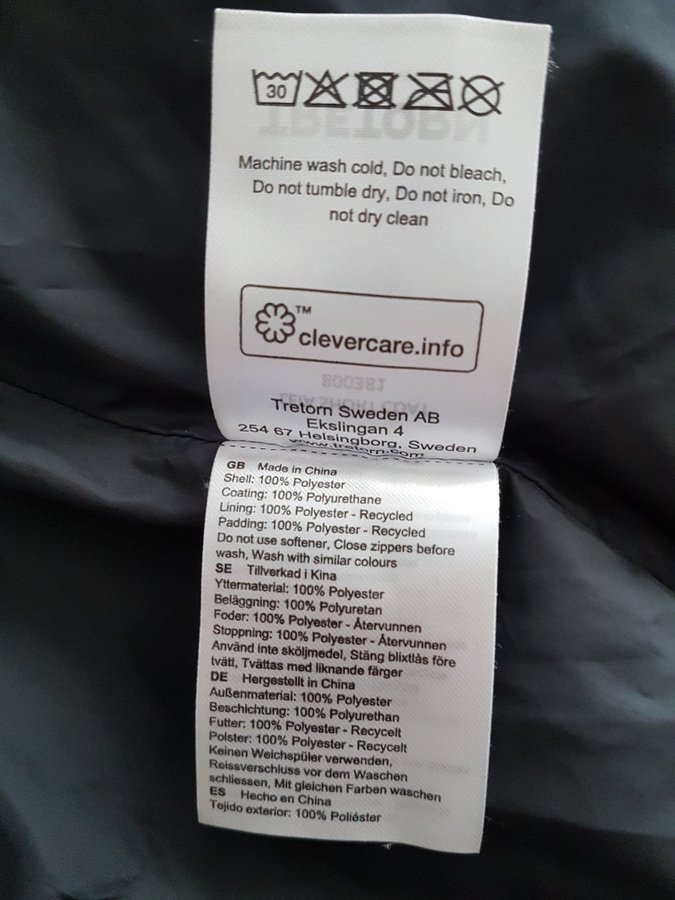 30
Machine wash cold, Do not bleach,
Do not tumble dry, Do not iron, Do
not dry clean
™
clevercare.info
Tretorn Sweden AB
Ekslingan 4
254 67 Helsingborg, Sweden
www.tretorn.com
GB Made in China
Shell: 100% Polyester
Coating: 100% Polyurethane
Lining: 100% Polyester - Recycled
Padding: 100% Polyester - Recycled
Do not use softener, Close zippers before
wash, Wash with similar colours
SE Tillverkad i Kina
Yttermaterial: 100% Polyester
Beläggning: 100% Polyuretan
Foder: 100% Polyester - Återvunnen
Stoppning: 100% Polyester - Återvunnen
Använd inte sköljmedel, Stäng blixtlås före
tvätt, Tvättas med liknande färger
DE Hergestellt in China
Außenmaterial: 100% Polyester
Beschichtung: 100% Polyurethan
Futter: 100% Polyester - Recycelt
Polster: 100% Polyester - Recycelt
Keinen Weichspüler verwenden,
Reissverschluss vor dem Waschen
schliessen, Mit gleichen Farben waschen
ES Hecho en China
Tejido exterior: 100% Poliéster